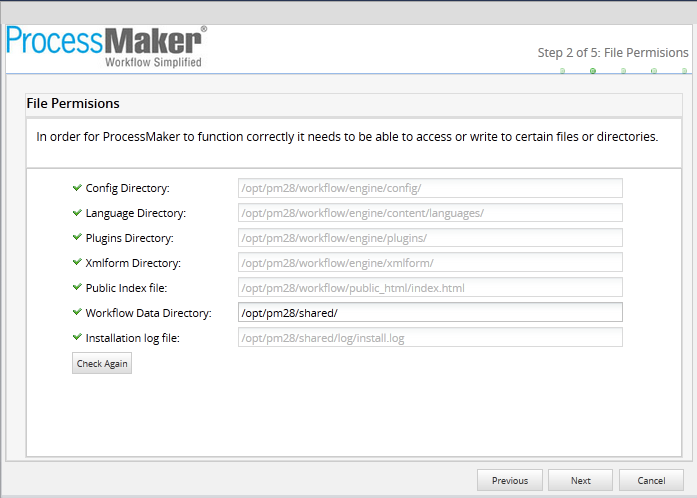 ProcessMaker®
Workflow Simplified
Step 2 of 5: File Permisions
File Permisions
In order for ProcessMaker to function correctly it needs to be able to access or write to certain files or directories.
Config Directory: /opt/pm28/workflow/engine/config/
Language Directory: /opt/pm28/workflow/engine/content/languages/
Plugins Directory: /opt/pm28/workflow/engine/plugins/
Xmlform Directory: /opt/pm28/workflow/engine/xmlform/
Public Index file: /opt/pm28/workflow/public_html/index.html
Workflow Data Directory: /opt/pm28/shared/
Installation log file: /opt/pm28/shared/log/install.log
Check Again
Previous Next Cancel